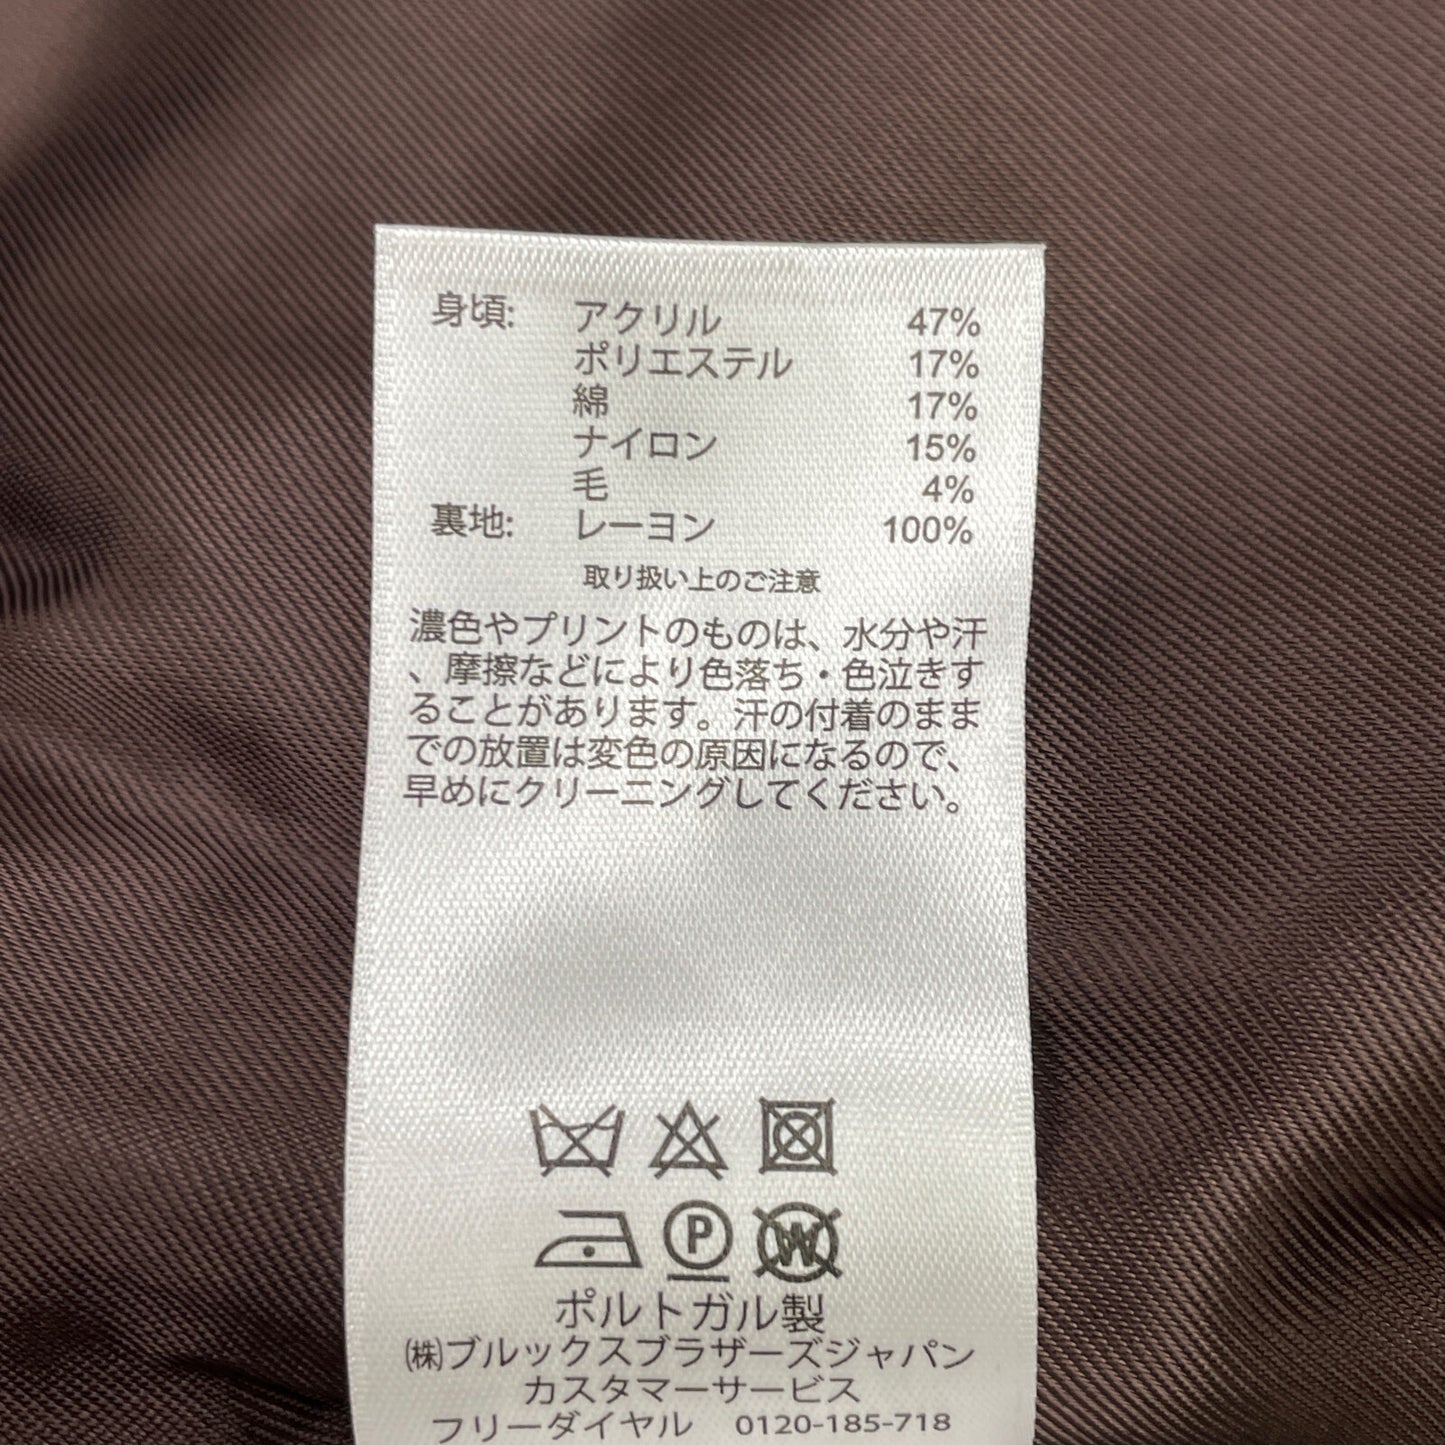 身頃: アクリル 47%
ポリエステル 17%
綿 17%
ナイロン 15%
毛 4%
裏地: レーヨン 100%
取り扱い上のご注意
濃色やプリントのものは、水分や汗
、摩擦などにより色落ち・色泣きす
ることがあります。汗の付着のまま
での放置は変色の原因になるので、
早めにクリーニングしてください。
P W
ポルトガル製
㈱ブルックスブラザーズジャパン
カスタマーサービス
フリーダイヤル 0120-185-718